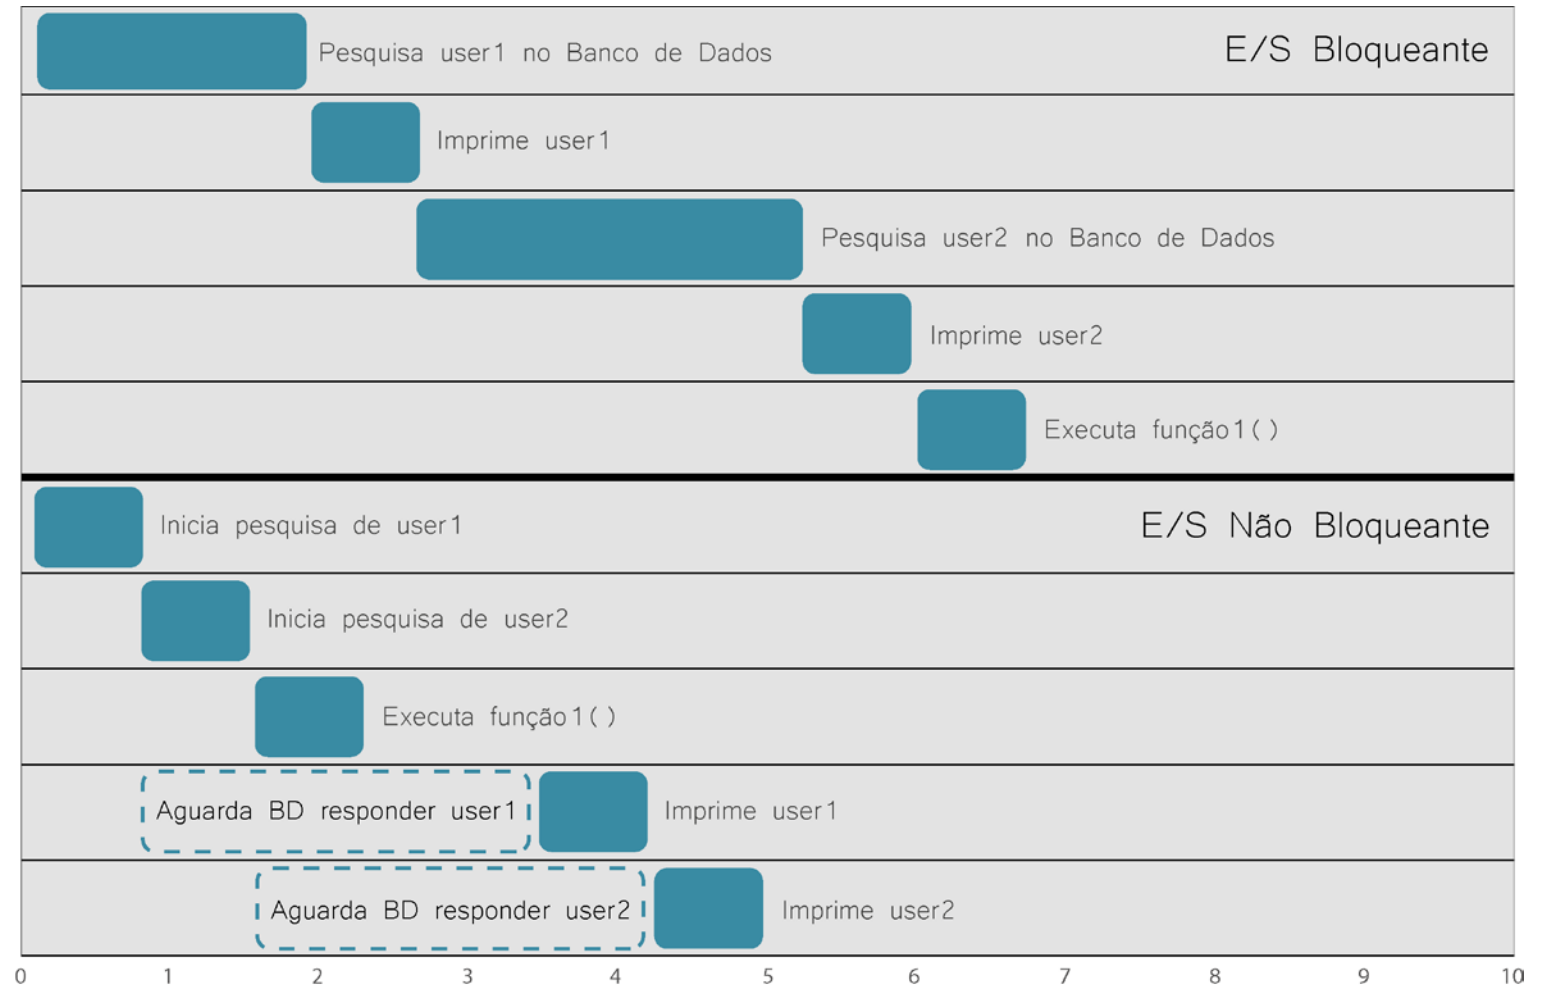 Pesquisa user1 no Banco de Dados
E/S Bloqueante
Imprime user1
Pesquisa user2 no Banco de Dados
Imprime user2
Executa função1()
Inicia pesquisa de user1
E/S Não Bloqueante
Inicia pesquisa de user2
Executa função1()
Aguarda BD responder user1
Imprime user1
Aguarda BD responder user2
Imprime user2
0 1 2 3 4 5 6 7 8 9 10